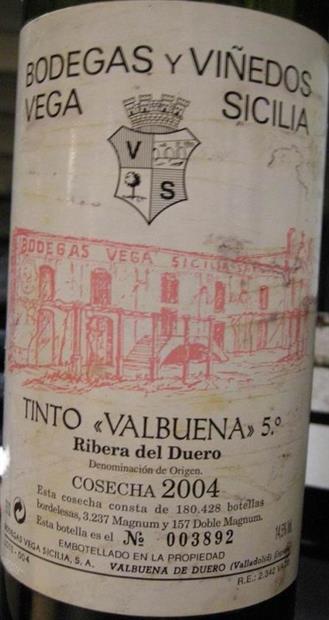 BODEGAS Y VIÑEDOS
VEGA SICILIA
V S
BODEGAS VEGA SICILIA
TINTO «VALBUENA» 5.º
Ribera del Duero
Denominación de Origen.
COSECHA 2004
Esta cosecha consta de 180.428 botellas
bordelesas, 3.237 Magnum y 157 Doble Magnum.
Esta botella es el Nº 003892
EMBOTELLADO EN LA PROPIEDAD
BODEGAS VEGA SICILIA, S. A. VALBUENA DE DUERO (Valladolid)